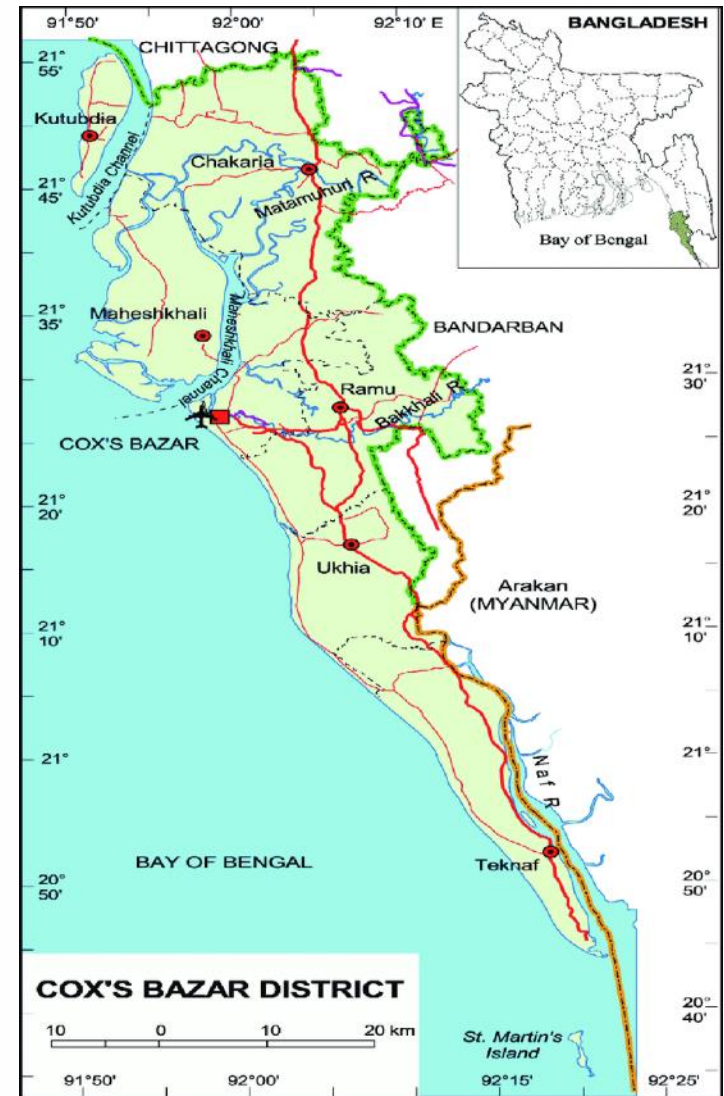 91°50' 92°00' 92°10' E
BANGLADESH
Bay of Bengal
CHITTAGONG
21°
55'
Kutubdia
Kutubdia Channel
Chakaria
Matamuhuri R
21°
45'
Maheshkhali
Maheshkhali Channel
21°
35'
BANDARBAN
21°
30'
Ramu
Bakkhali R
COX'S BAZAR
21°
20'
21°
20'
Ukhia
Arakan
(MYANMAR)
21°
10'
21°
10'
Naf R
21°
21°
BAY OF BENGAL
Teknaf
20°
50'
20°
50'
COX'S BAZAR DISTRICT
10 0 10 20 km
20°
40'
St. Martin's
Island
91°50' 92°00' 92°15' 92°25'